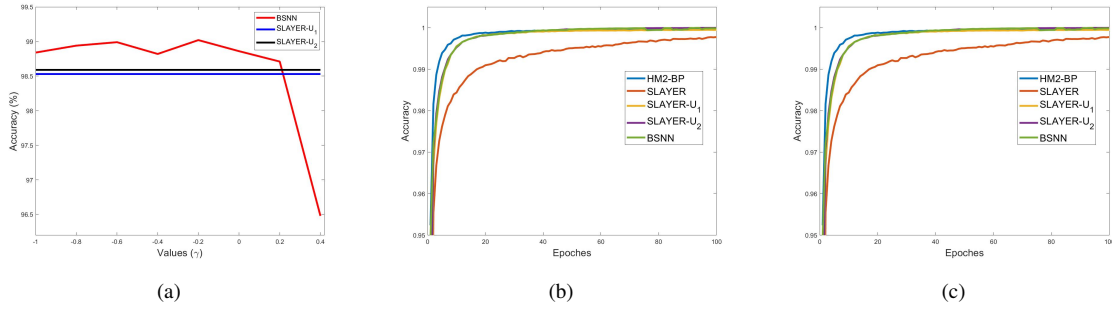 99.5
99
98.5
98
97.5
97
96.5
Accuracy (%)
-1 -0.8 -0.6 -0.4 -0.2 0 0.2 0.4
Values (γ)
BSNN
SLAYER-U1
SLAYER-U2
(a)
1
0.99
0.98
0.97
0.96
0.95
Accuracy
0 20 40 60 80 100
Epoches
HM2-BP
SLAYER
SLAYER-U1
SLAYER-U2
BSNN
(b)
1
0.99
0.98
0.97
0.96
0.95
Accuracy
0 20 40 60 80 100
Epoches
HM2-BP
SLAYER
SLAYER-U1
SLAYER-U2
BSNN
(c)